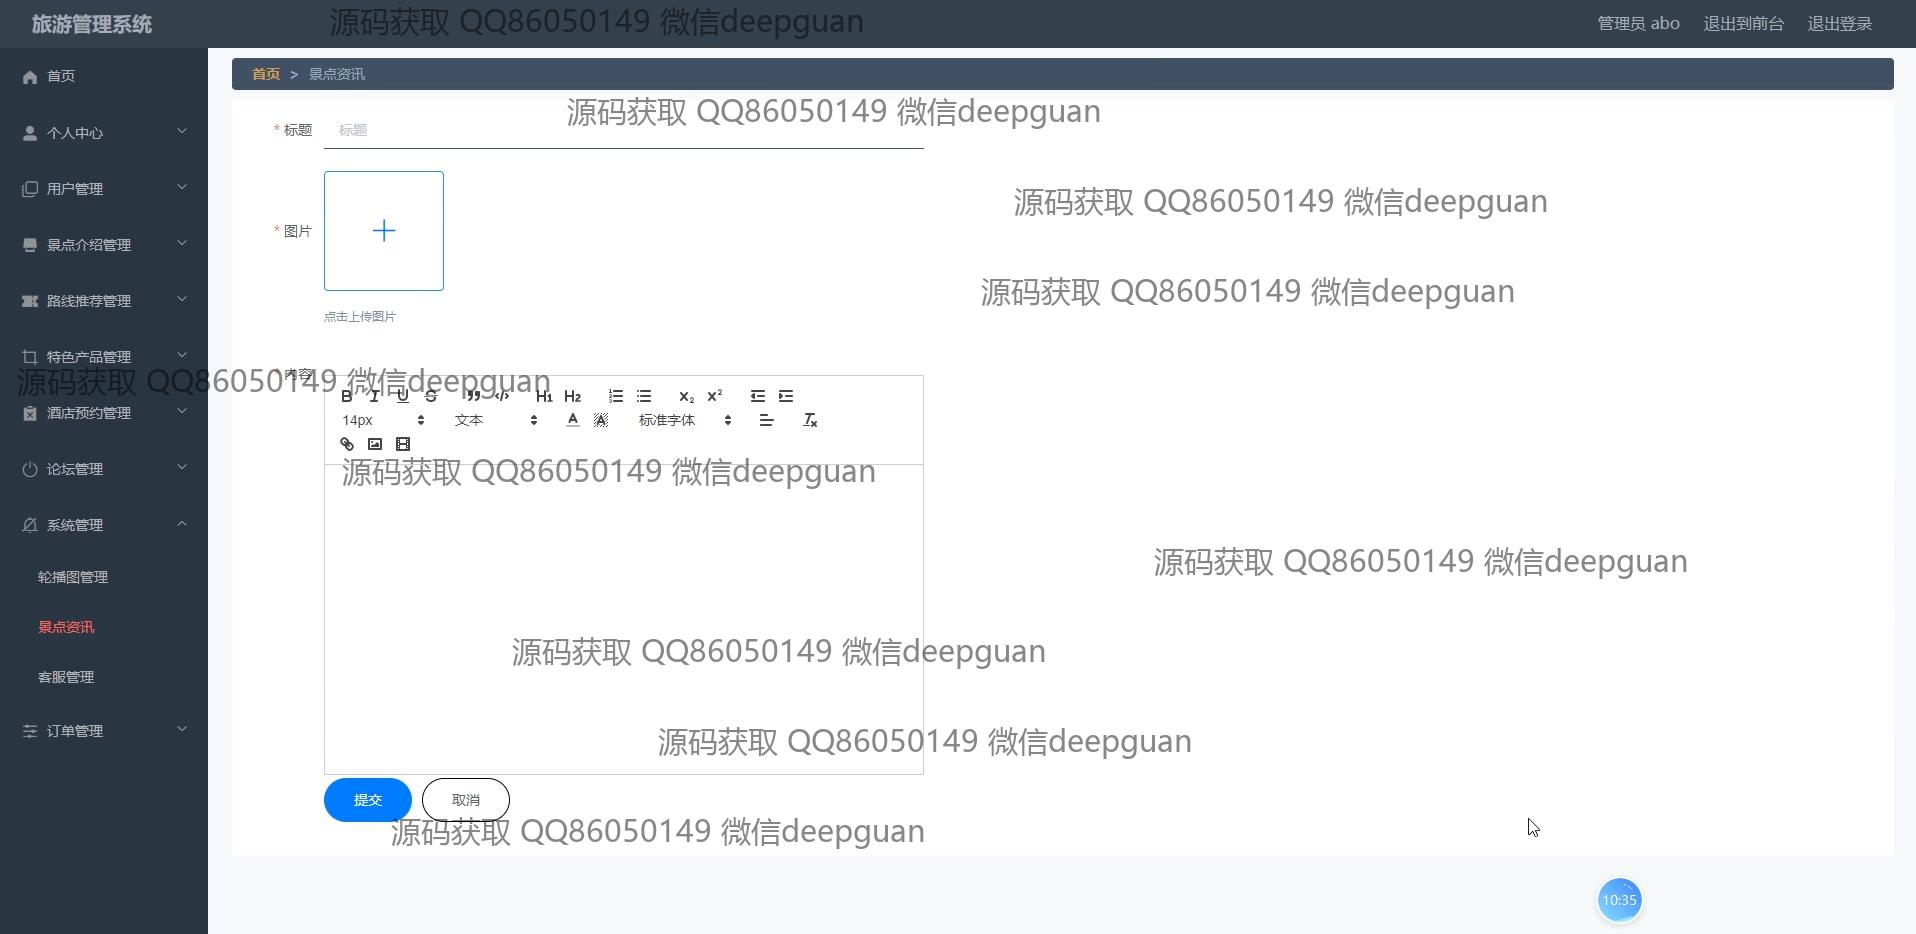 旅游管理系统
源码获取 QQ86050149 微信deepguan
管理员 abo 退出到前台 退出登录
首页
首页 > 景点资讯
源码获取 QQ86050149 微信deepguan
* 标题 标题
个人中心
用户管理
源码获取 QQ86050149 微信deepguan
* 图片
景点介绍管理
源码获取 QQ86050149 微信deepguan
路线推荐管理
点击上传图片
特色产品管理
* 内容
源码获取 QQ86050149 微信deepguan
B I U S H1 H2 X2 X2
酒店预约管理
14px 文本 A A 标准字体 Tx
论坛管理
源码获取 QQ86050149 微信deepguan
系统管理
源码获取 QQ86050149 微信deepguan
轮播图管理
景点资讯
源码获取 QQ86050149 微信deepguan
客服管理
订单管理
源码获取 QQ86050149 微信deepguan
提交 取消
源码获取 QQ86050149 微信deepguan
10:35